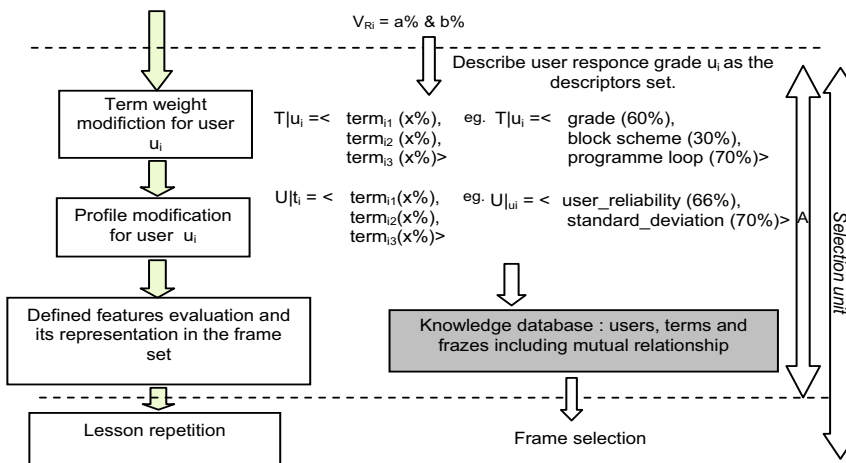 V_Ri = a% & b%
Describe user responce grade u_i as the
descriptors set.
Term weight
modifiction for user
u_i
T|u_i =< term_i1 (x%),
term_i2 (x%),
term_i3 (x%)>
eg. T|u_i =< grade (60%),
block scheme (30%),
programme loop (70%)>
Profile modification
for user u_i
U|t_i = < term_i1(x%),
term_i2(x%),
term_i3(x%)>
eg. U|_ui = < user_reliability (66%),
standard_deviation (70%)>
A
Selection unit
Defined features evaluation and
its representation in the frame
set
Knowledge database : users, terms and
frazes including mutual relationship
Lesson repetition
Frame selection